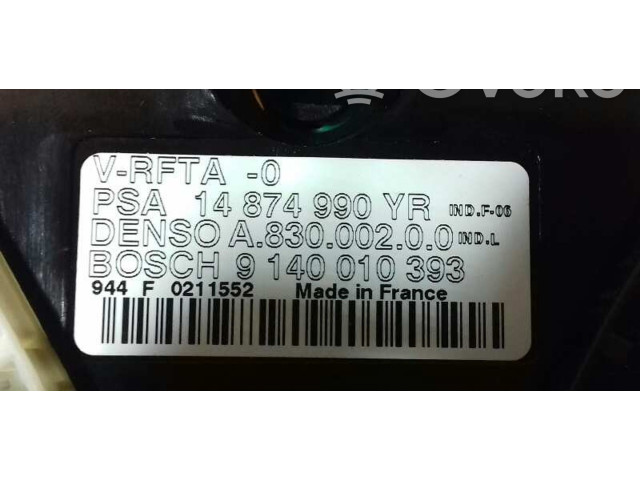 V-RFTA -0
PSA 14 874 990 YR IND.F-06
DENSO A.830.002.0.0 IND.L
BOSCH 9 140 010 393
944 F 0211552 Made in France